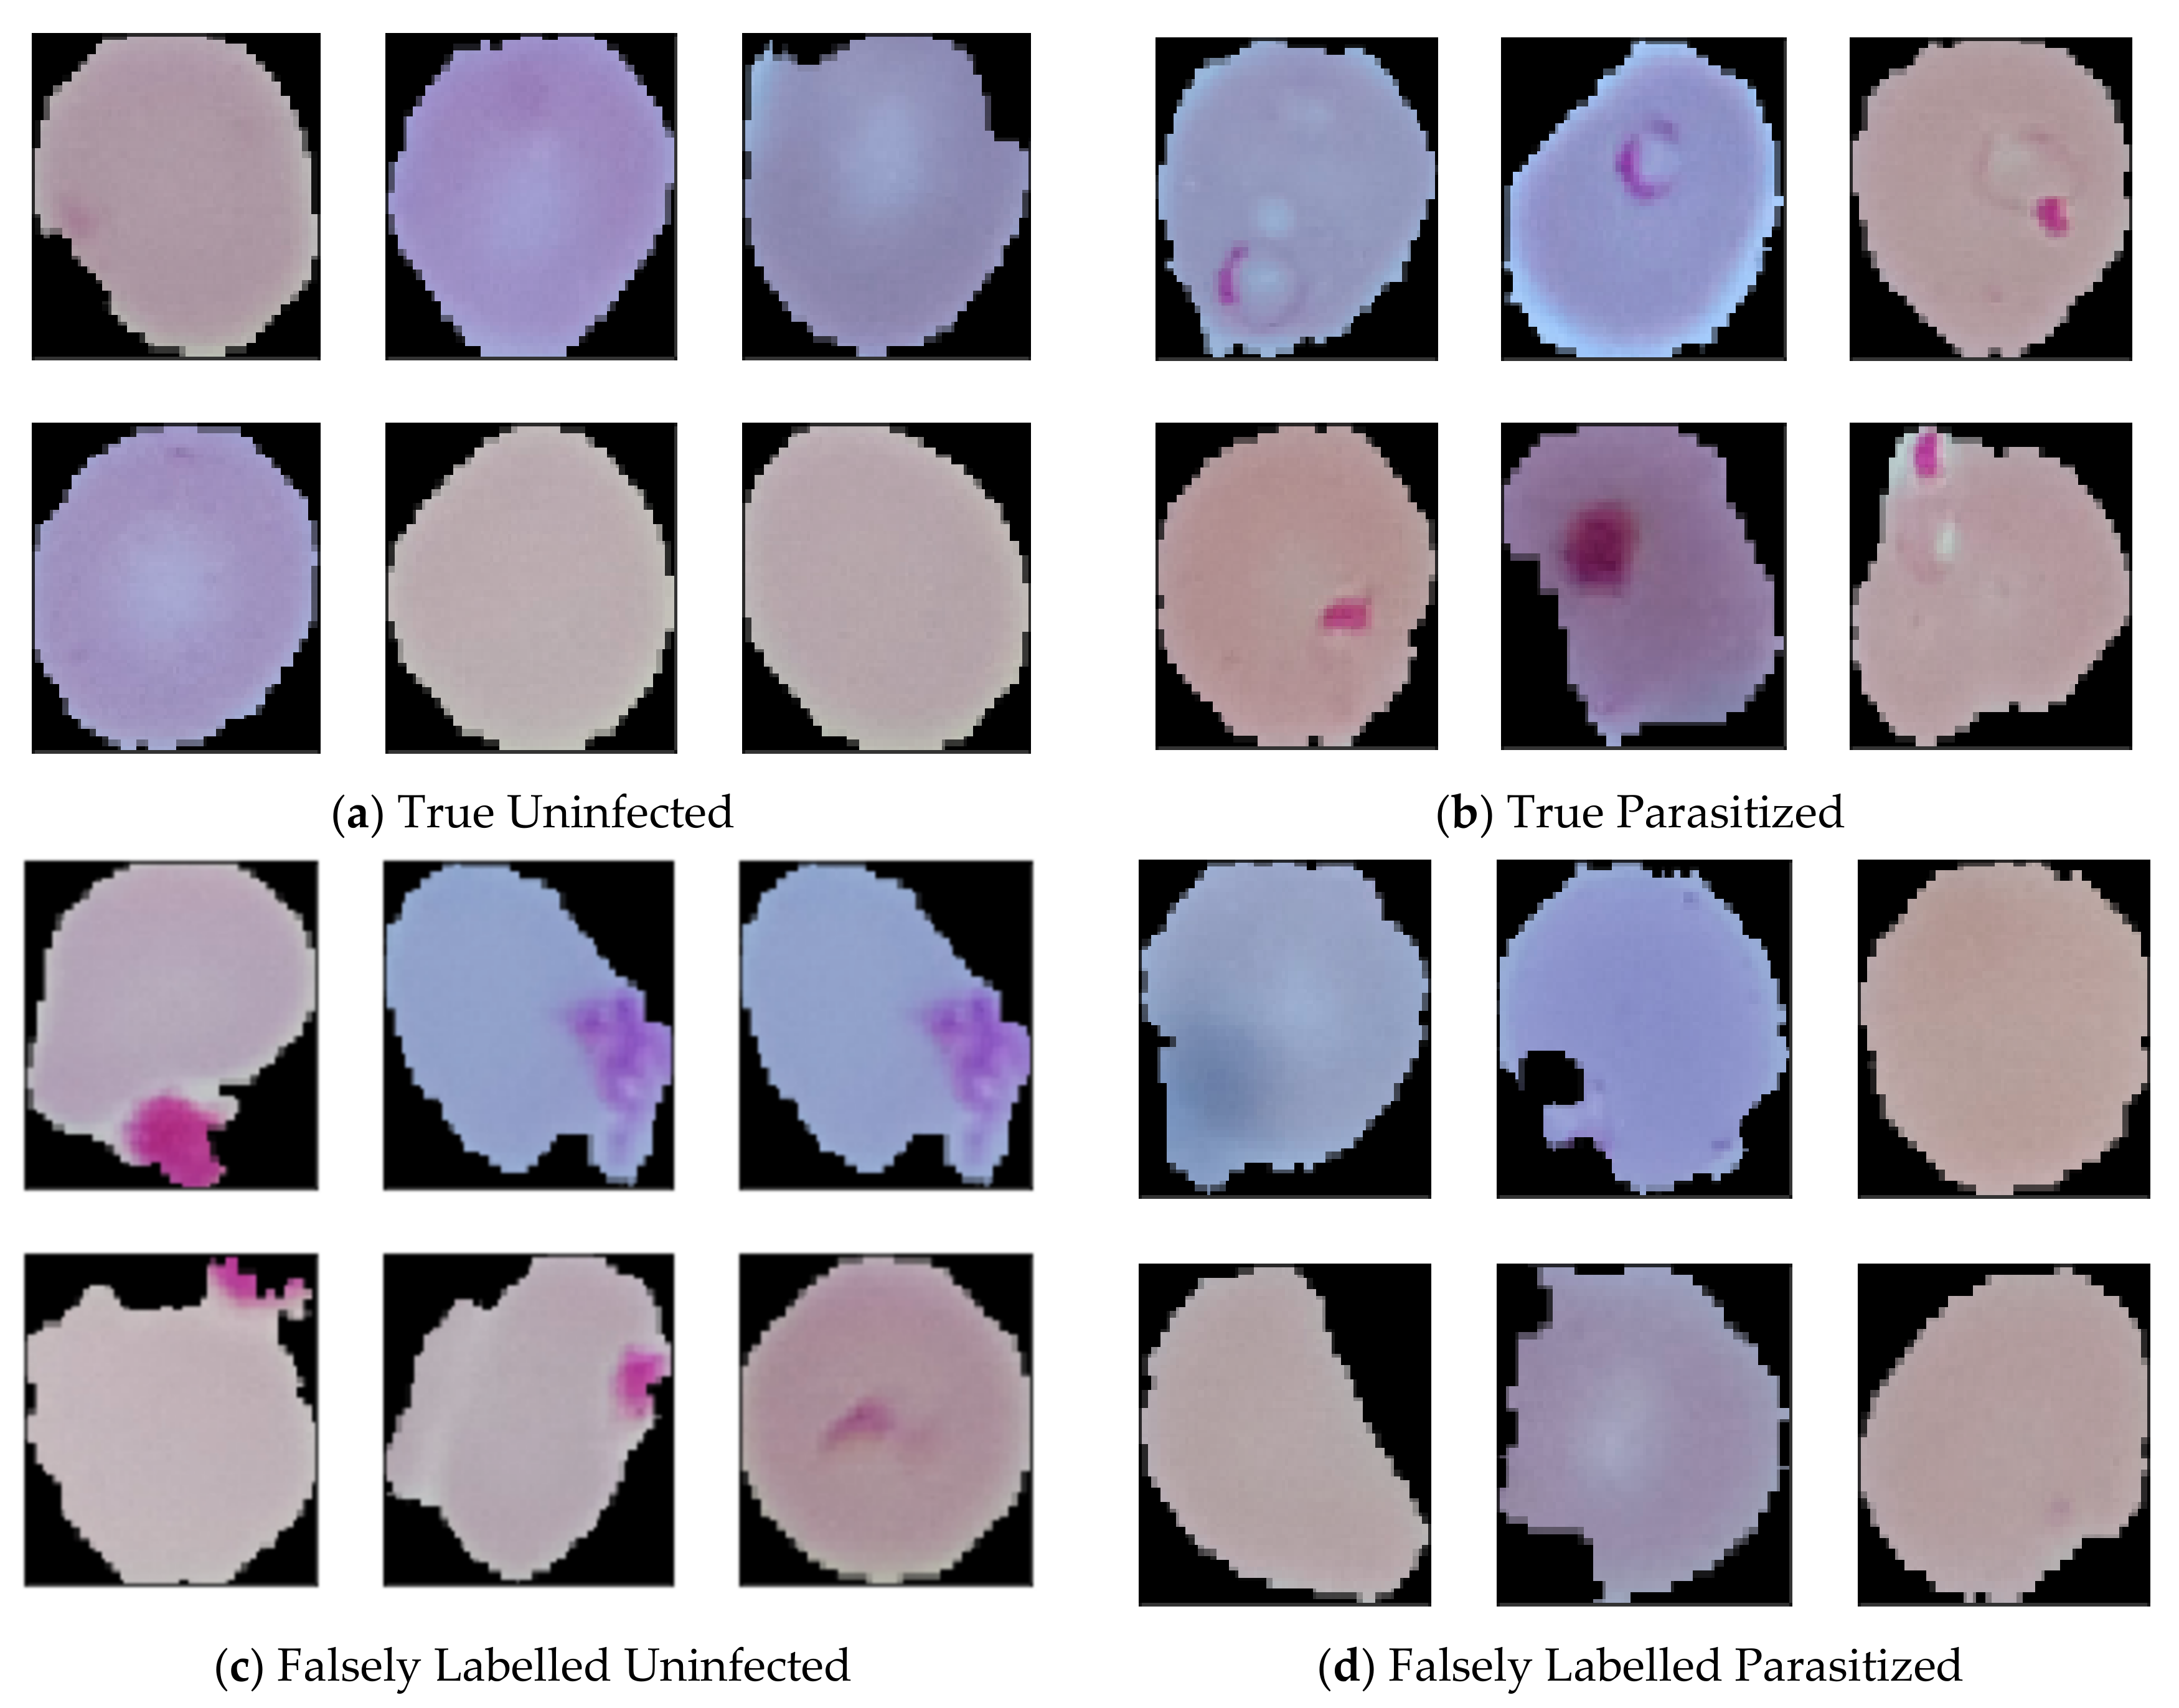 (a) True Uninfected
(b) True Parasitized
(c) Falsely Labelled Uninfected
(d) Falsely Labelled Parasitized